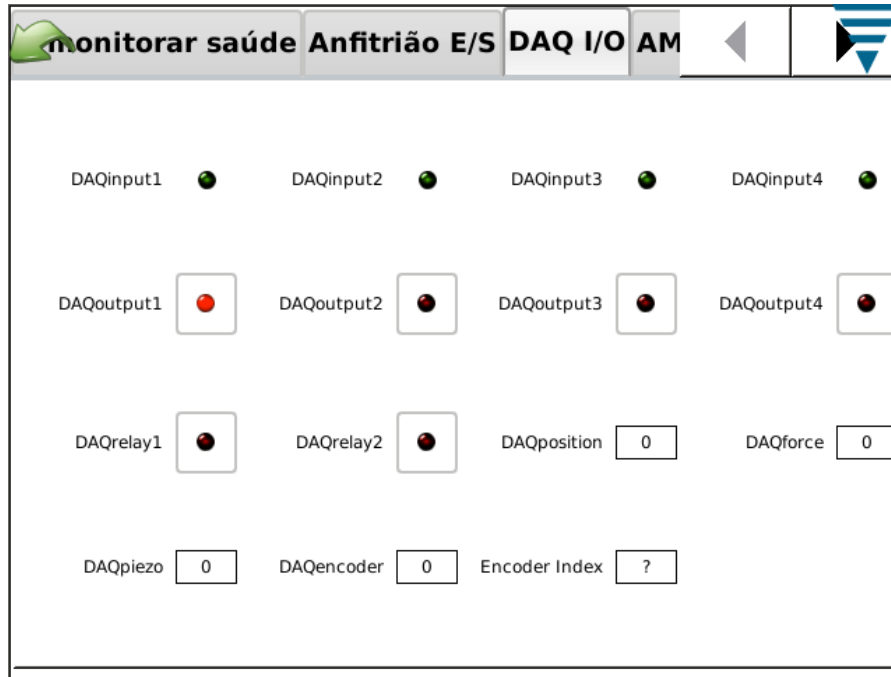 monitorar saúde Anfitrião E/S DAQ I/O AM
DAQinput1 DAQinput2 DAQinput3 DAQinput4
DAQoutput1 DAQoutput2 DAQoutput3 DAQoutput4
DAQrelay1 DAQrelay2 DAQposition 0 DAQforce 0
DAQpiezo 0 DAQencoder 0 Encoder Index ?